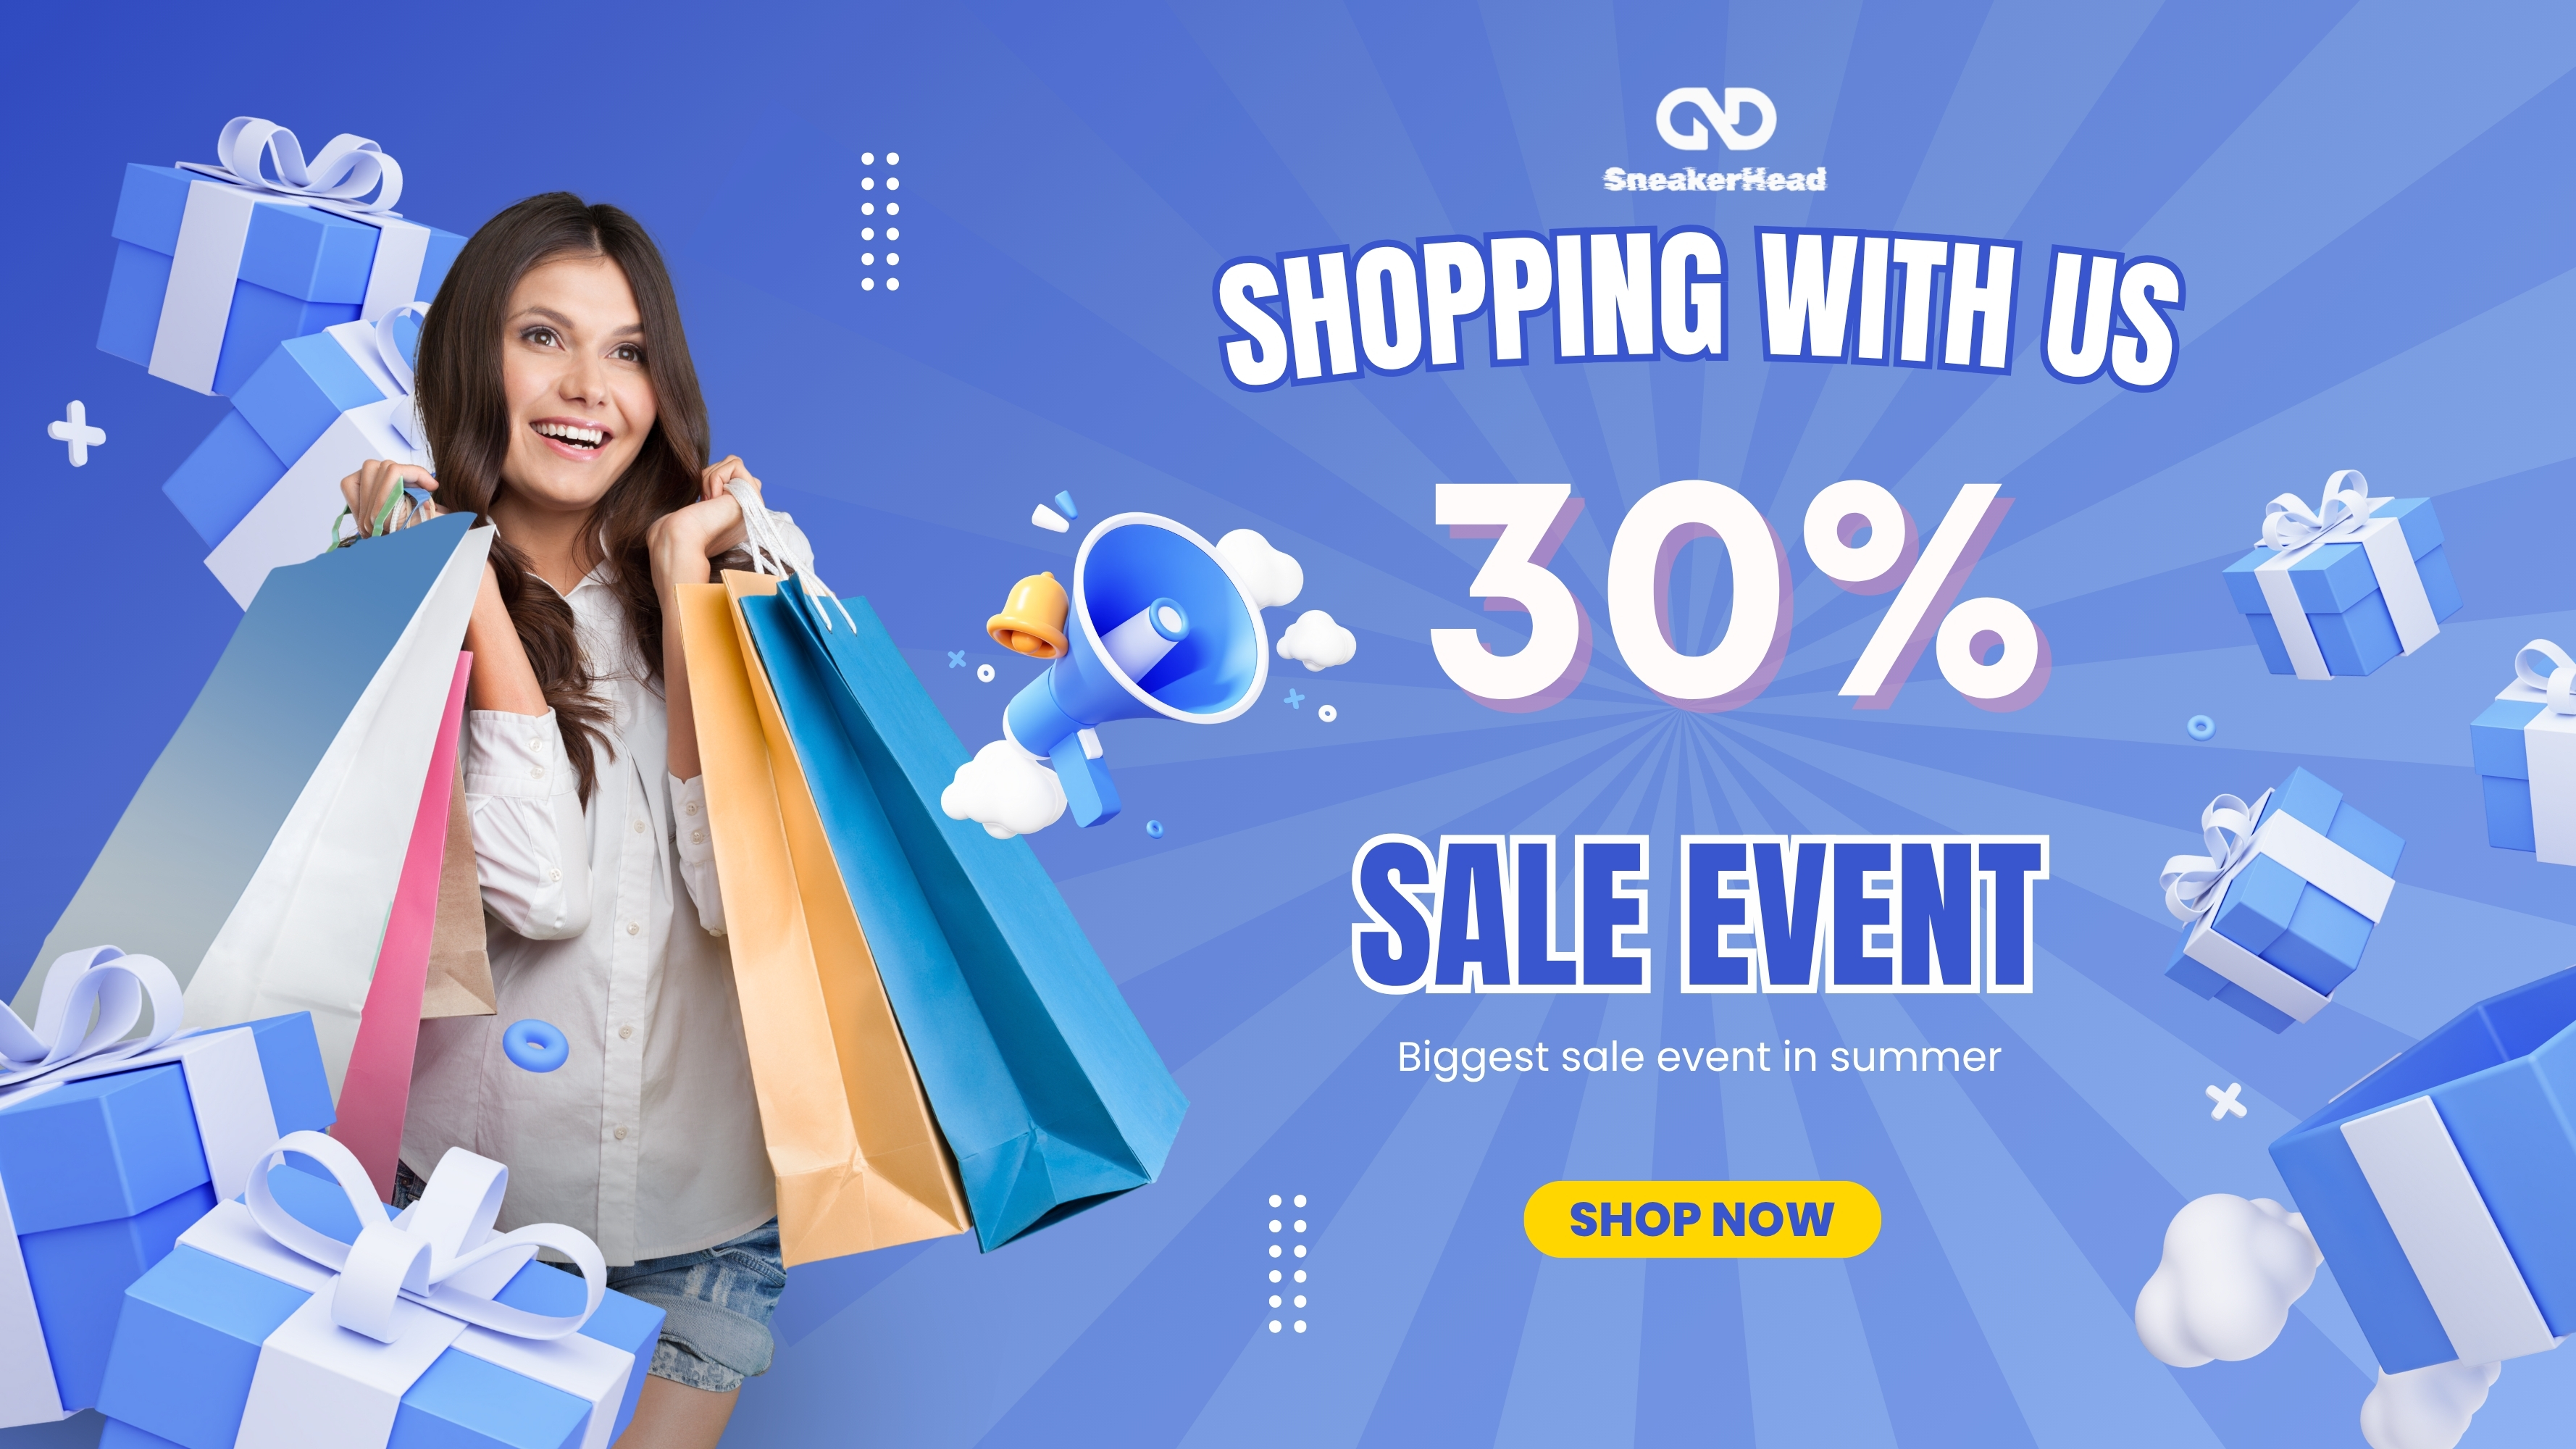 SneakerHead
SHOPPING WITH US
30%
SALE EVENT
Biggest sale event in summer
SHOP NOW